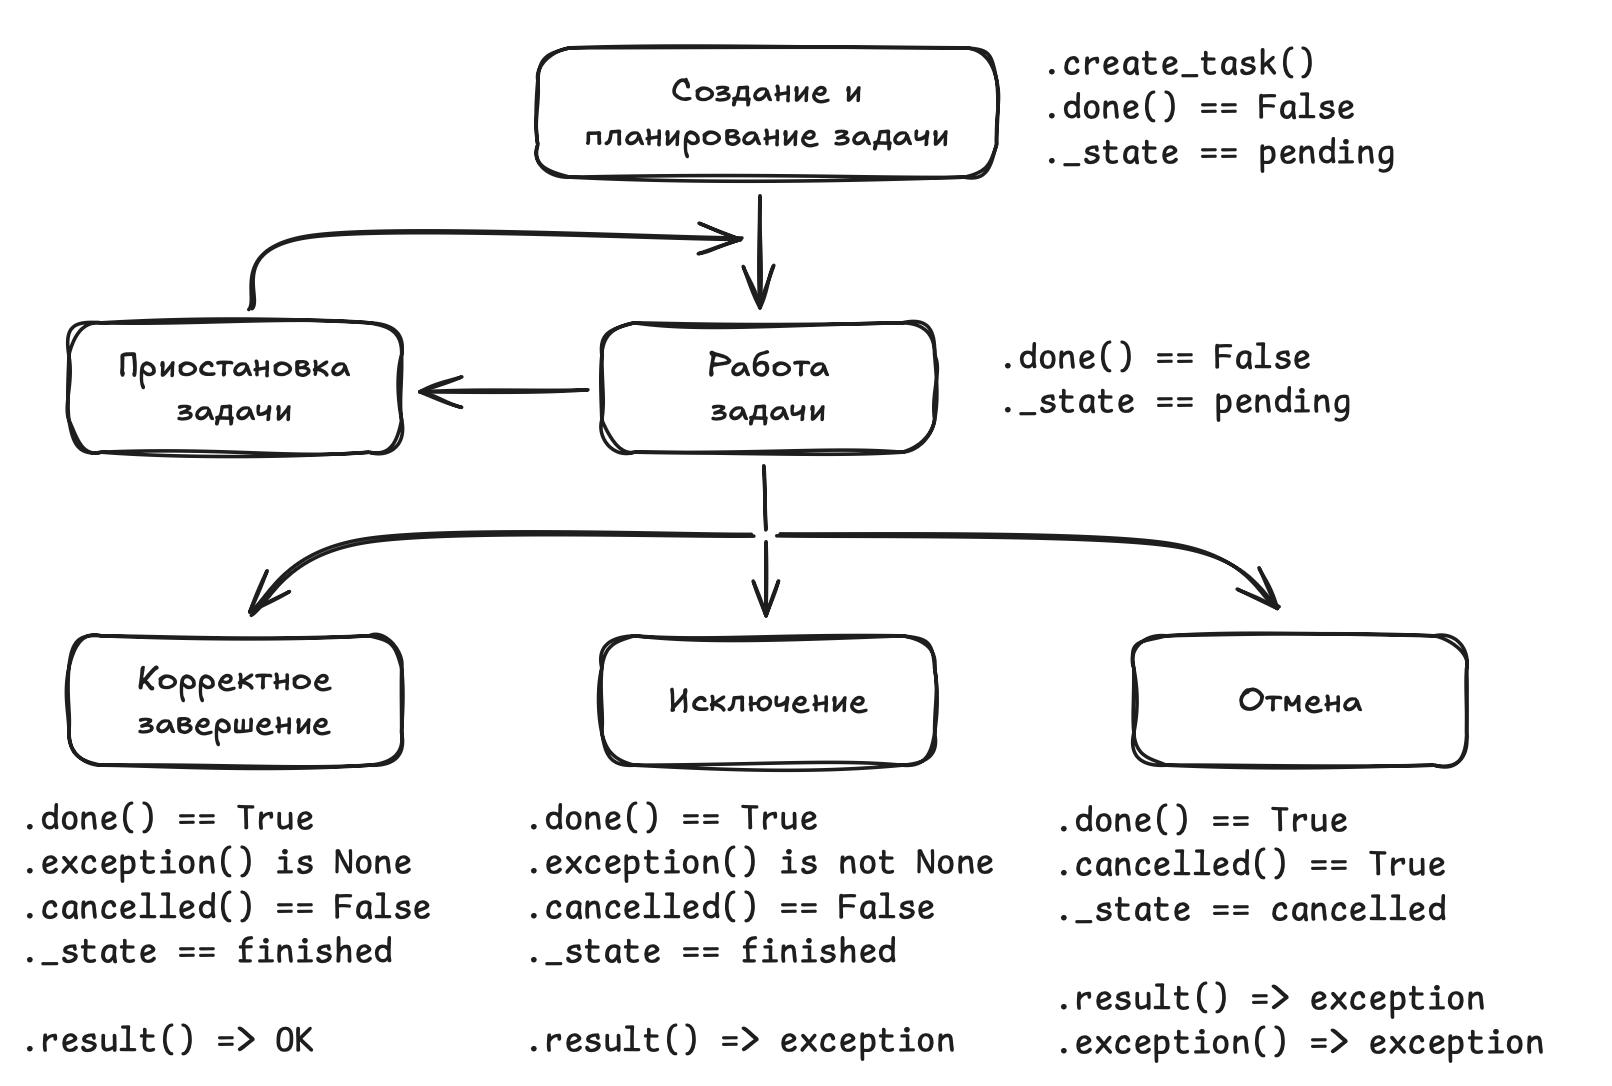 Создание и
планирование задачи
.create_task()
.done() == False
._state == pending
Приостановка
задачи
Работа
задачи
.done() == False
._state == pending
Корректное
завершение
Исключение
Отмена
.done() == True
.exception() is None
.cancelled() == False
._state == finished
.result() => OK
.done() == True
.exception() is not None
.cancelled() == False
._state == finished
.result() => exception
.done() == True
.cancelled() == True
._state == cancelled
.result() => exception
.exception() => exception